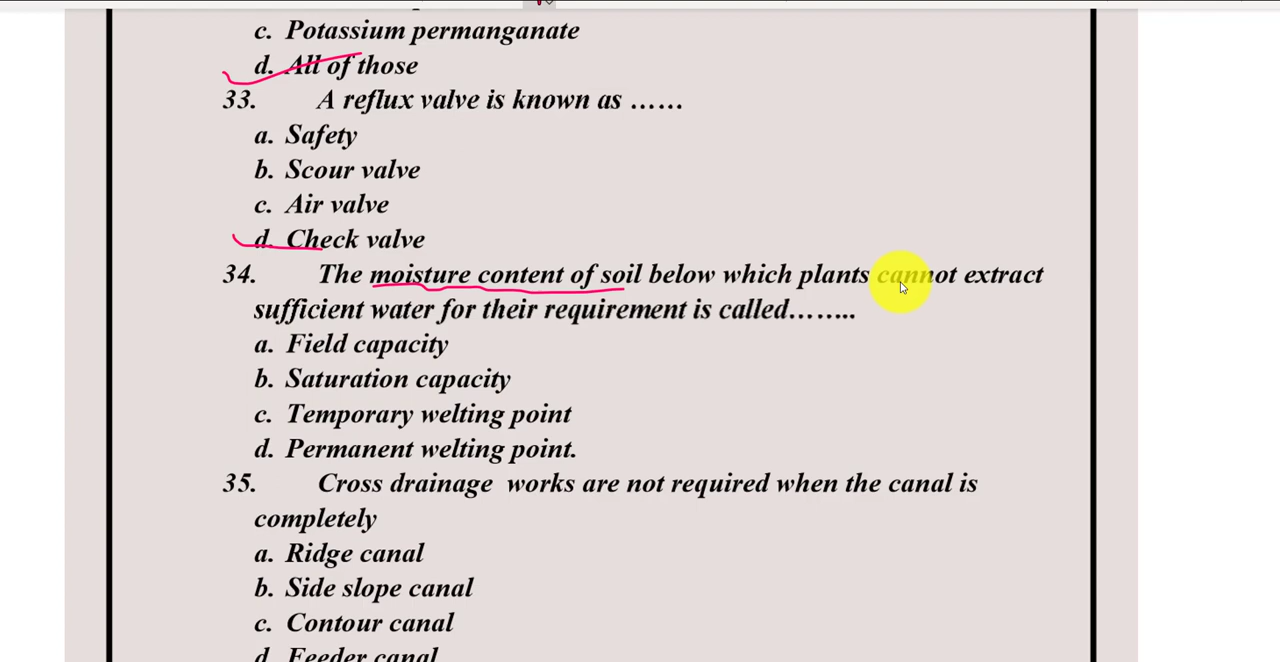 c. Potassium permanganate
d. All of those
33. A reflux valve is known as ……
a. Safety
b. Scour valve
c. Air valve
d. Check valve
34. The moisture content of soil below which plants cannot extract
sufficient water for their requirement is called……..
a. Field capacity
b. Saturation capacity
c. Temporary welting point
d. Permanent welting point.
35. Cross drainage works are not required when the canal is
completely
a. Ridge canal
b. Side slope canal
c. Contour canal
d. Feeder canal